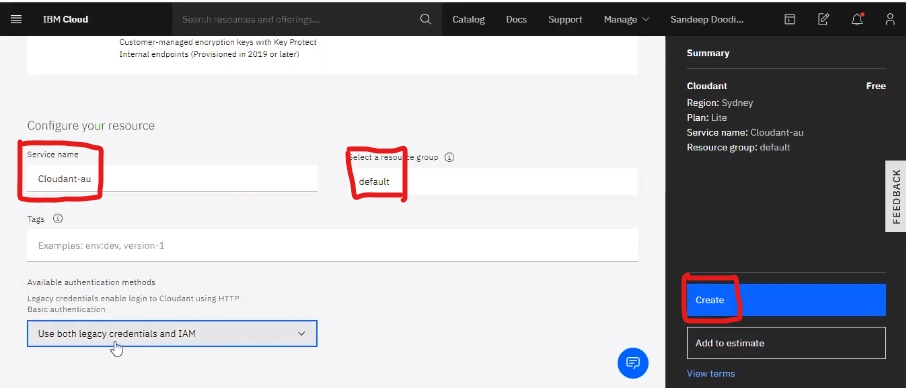 IBM Cloud
Search resources and offerings...
Catalog
Docs
Support
Manage
Sandeep Doodi...
Customer-managed encryption keys with Key Protect
Internal endpoints (Provisioned in 2019 or later)
Configure your resource
Service name
Cloudant-au
Select a resource group
default
Tags
Examples: env:dev, version-1
Available authentication methods
Legacy credentials enable login to Cloudant using HTTP
Basic authentication
Use both legacy credentials and IAM
Summary
Cloudant Free
Region: Sydney
Plan: Lite
Service name: Cloudant-au
Resource group: default
FEEDBACK
Create
Add to estimate
View terms